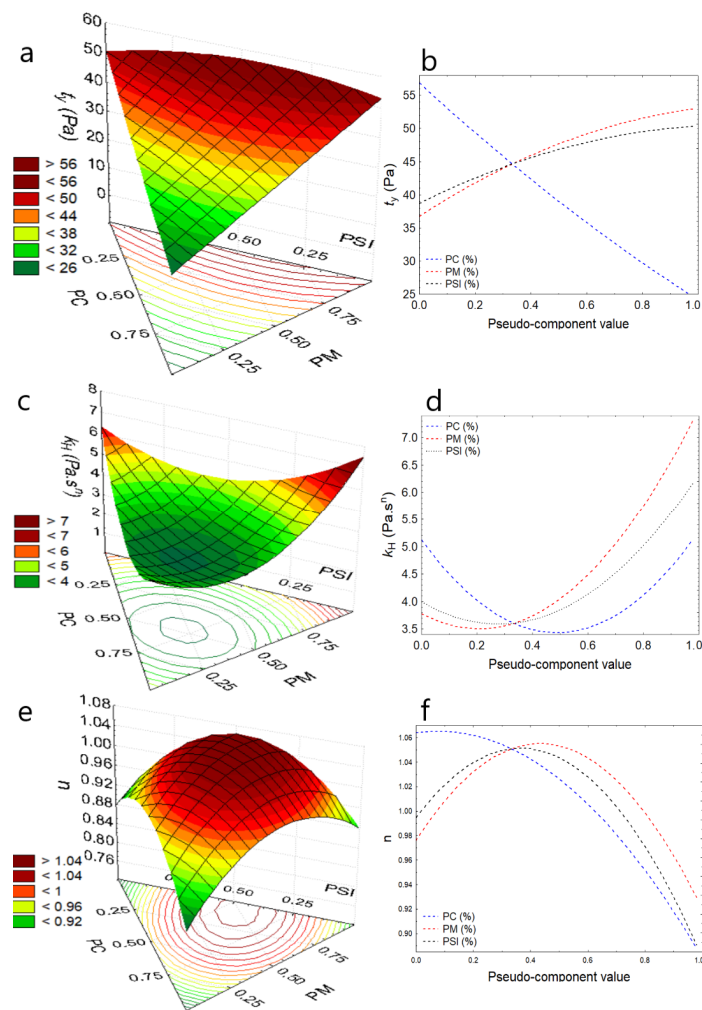 a
60
50
40
30
20
10
0
t_y (Pa)
> 56
< 56
< 50
< 44
< 38
< 32
< 26
0.25
0.50
0.75
PC
0.25
0.50
0.75
PM
0.50
0.25
PSI
b
55
50
45
40
35
30
25
t_y (Pa)
PC (%)
PM (%)
PSI (%)
0.0 0.2 0.4 0.6 0.8 1.0
Pseudo-component value
c
8
7
6
5
4
3
2
1
k_H (Pa.s^n)
> 7
< 7
< 6
< 5
< 4
0.25
0.50
0.75
PC
0.25
0.50
0.75
PM
0.25
PSI
d
7.0
6.5
6.0
5.5
5.0
4.5
4.0
3.5
k_H (Pa.s^n)
PC (%)
PM (%)
PSI (%)
0.0 0.2 0.4 0.6 0.8 1.0
Pseudo-component value
e
1.08
1.04
1.00
0.96
0.92
0.88
0.84
0.80
0.76
n
> 1.04
< 1.04
< 1
< 0.96
< 0.92
0.25
0.50
0.75
PC
0.25
0.50
0.75
PM
0.50
0.25
PSI
f
1.06
1.04
1.02
1.00
0.98
0.96
0.94
0.92
0.90
n
PC (%)
PM (%)
PSI (%)
0.0 0.2 0.4 0.6 0.8 1.0
Pseudo-component value